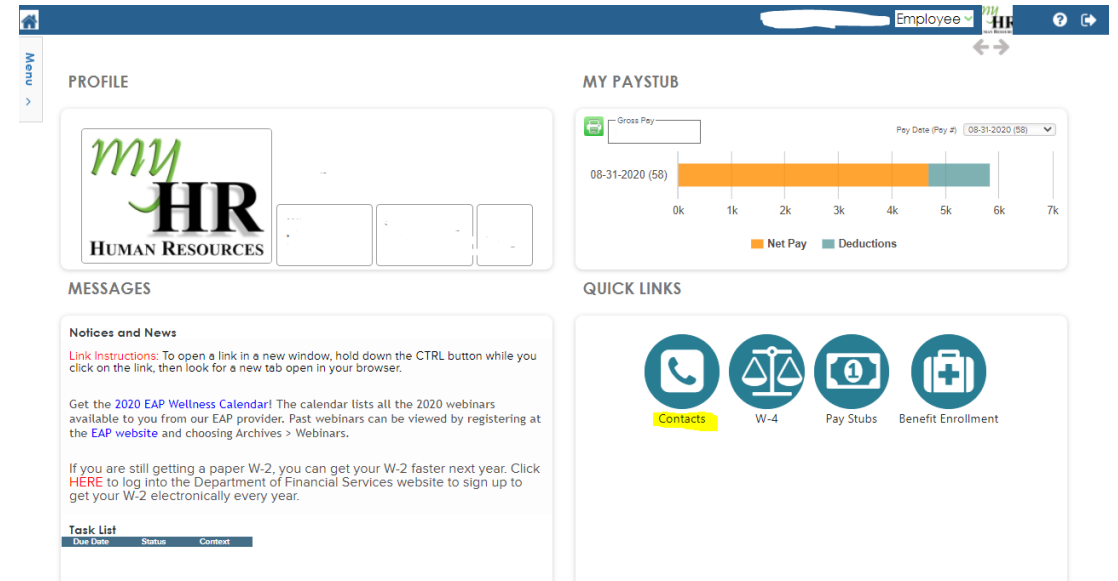 Employee
my
HR
Menu
PROFILE
my
HR
HUMAN RESOURCES
MY PAYSTUB
Gross Pay
Pay Date (Pay #) 08-31-2020 (58)
08-31-2020 (58)
0k 1k 2k 3k 4k 5k 6k 7k
Net Pay Deductions
MESSAGES
Notices and News
Link Instructions: To open a link in a new window, hold down the CTRL button while you
click on the link, then look for a new tab open in your browser.
Get the 2020 EAP Wellness Calendar! The calendar lists all the 2020 webinars
available to you from our EAP provider. Past webinars can be viewed by registering at
the EAP website and choosing Archives > Webinars.
If you are still getting a paper W-2, you can get your W-2 faster next year. Click
HERE to log into the Department of Financial Services website to sign up to
get your W-2 electronically every year.
Task List
Due Date Status Context
QUICK LINKS
1
Contacts W-4 Pay Stubs Benefit Enrollment